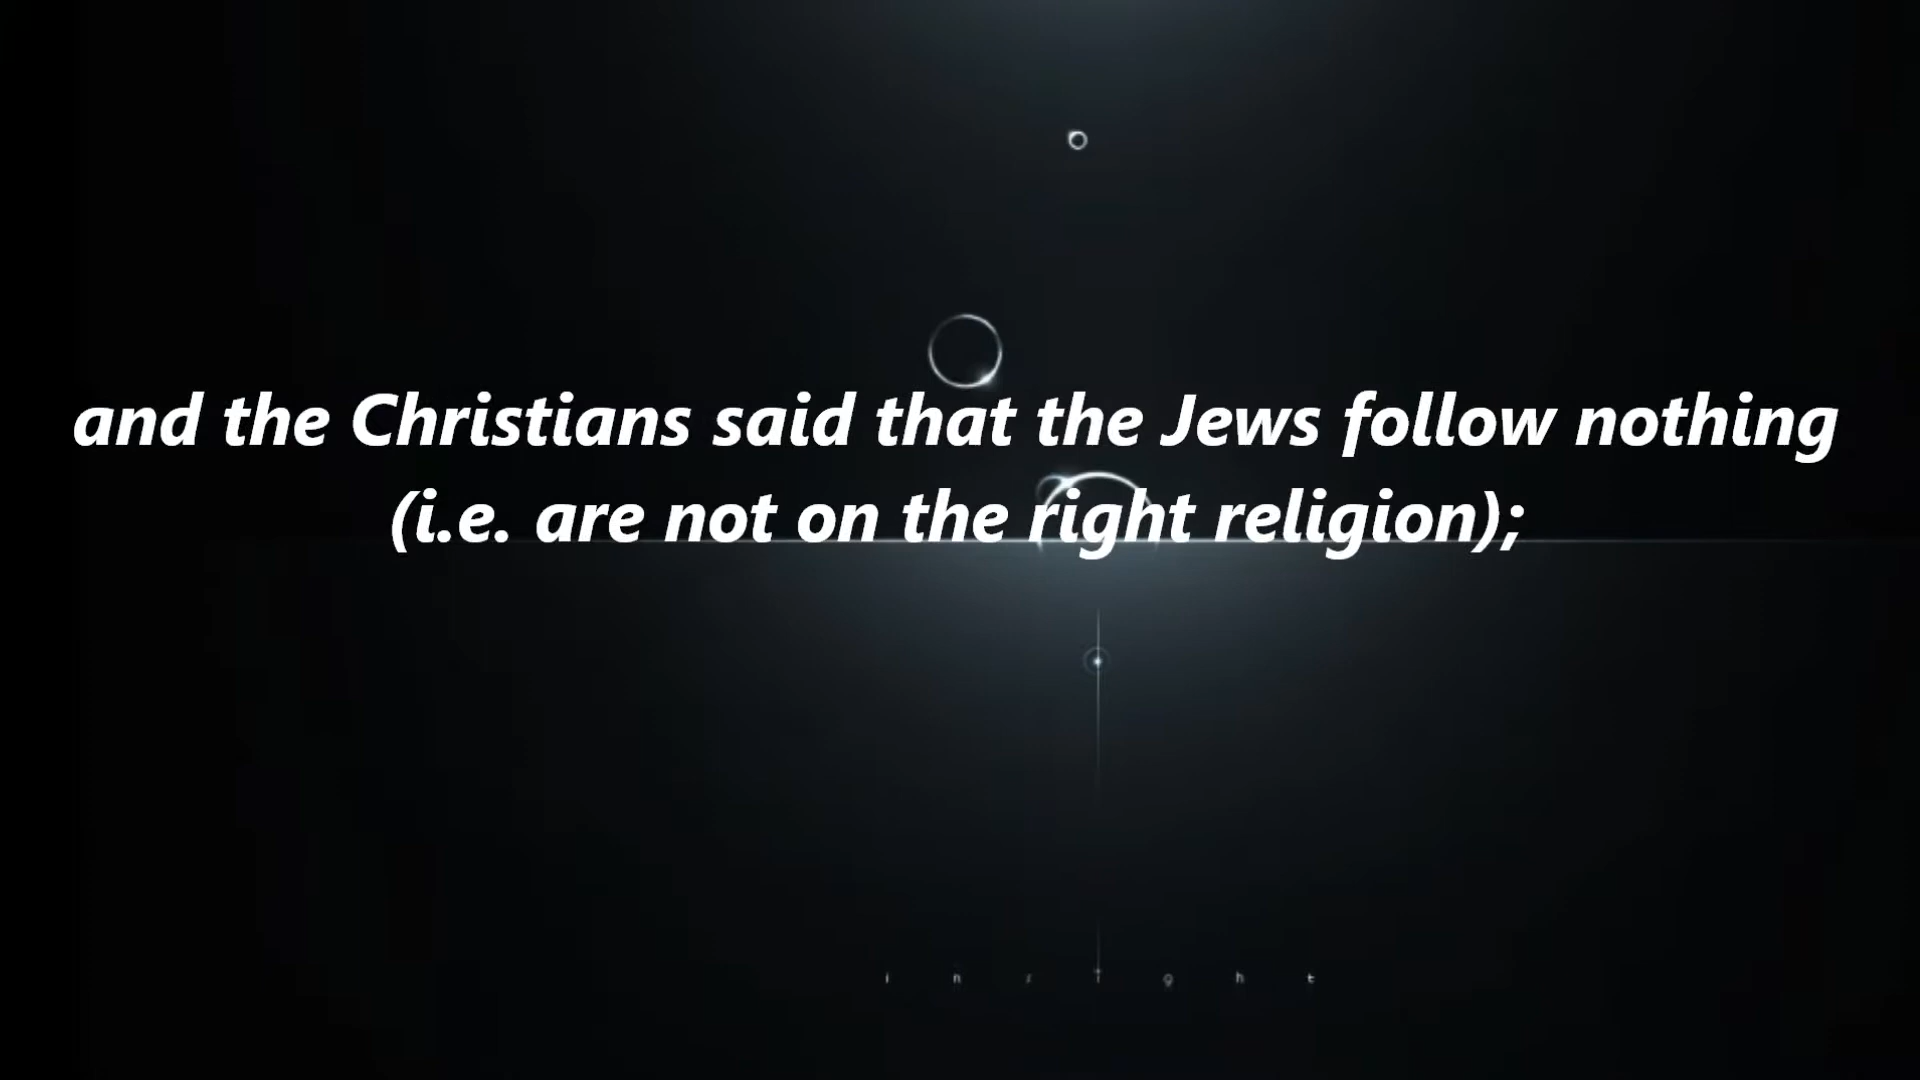 and the Christians said that the Jews follow nothing
(i.e. are not on the right religion);
i n s i g h t